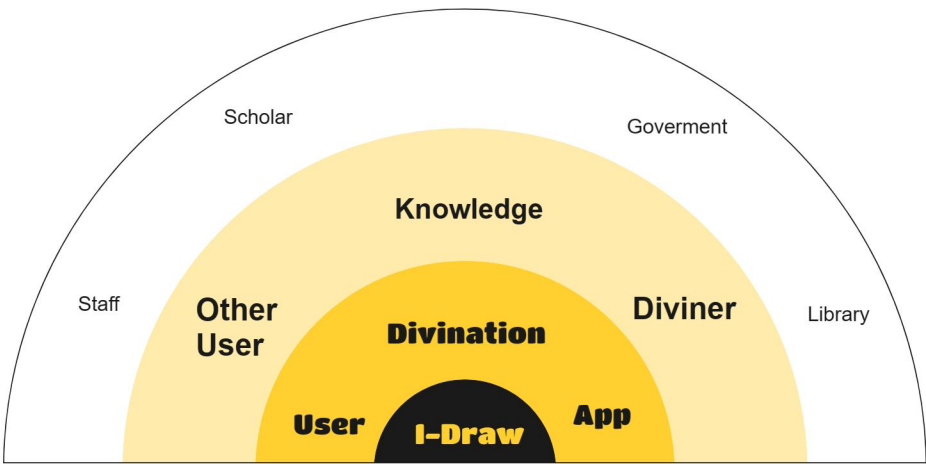 Scholar
Goverment
Knowledge
Staff
Other
User
Diviner
Library
Divination
User
App
I-Draw